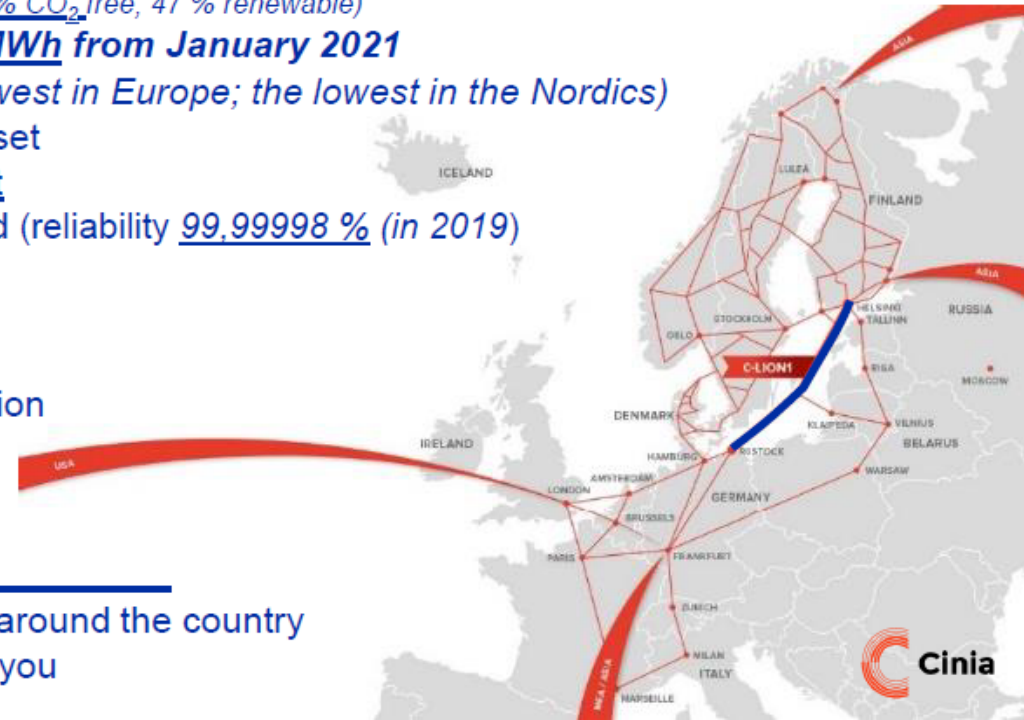 % CO2 free, 47 % renewable)
MWh from January 2021
west in Europe; the lowest in the Nordics)
set
d (reliability 99,99998 % (in 2019)
ion
around the country
you
ASIA
ICELAND
LULEÅ
FINLAND
ASIA
HELSINKI
TALLINN
RUSSIA
STOCKHOLM
OSLO
C-LION1
RIGA
MOSCOW
DENMARK
KLAIPEDA
VILNIUS
BELARUS
IRELAND
HAMBURG
ROSTOCK
USA
WARSAW
AMSTERDAM
LONDON
GERMANY
BRUSSELS
PARIS
FRANKFURT
ZURICH
MILAN
ITALY
MEA / ASIA
MARSEILLE
Cinia